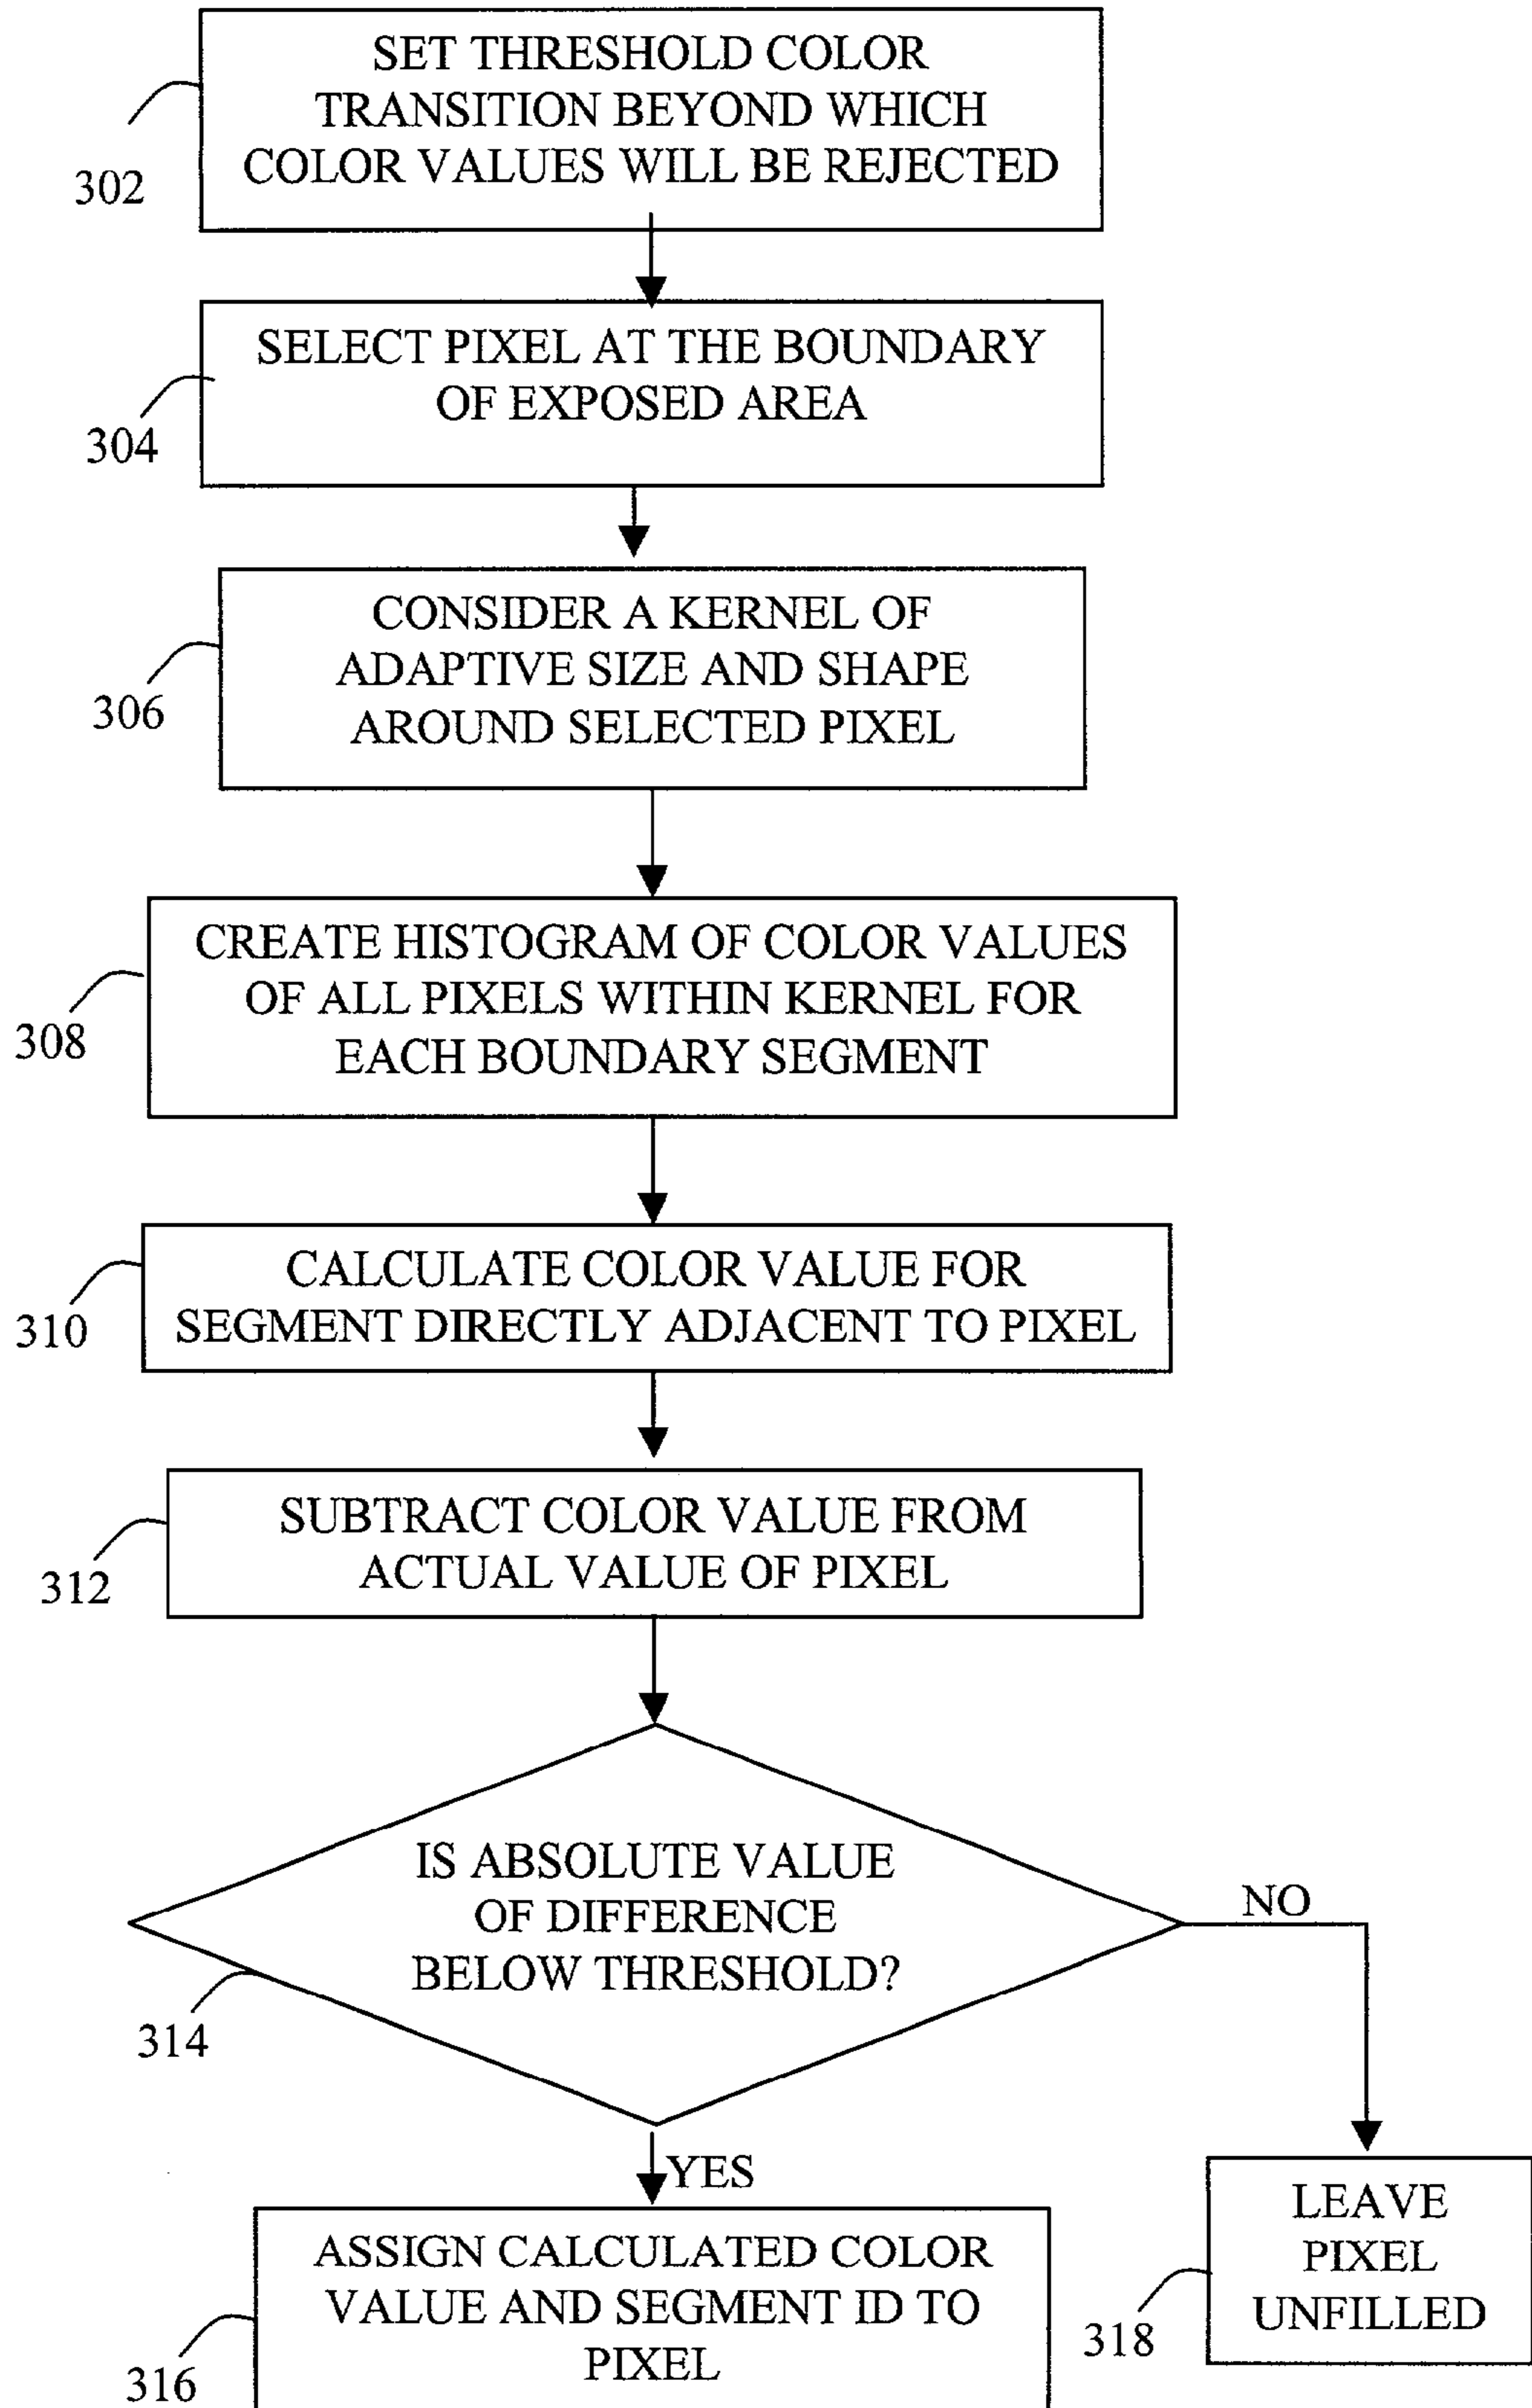 SET THRESHOLD COLOR
TRANSITION BEYOND WHICH
COLOR VALUES WILL BE REJECTED
302
SELECT PIXEL AT THE BOUNDARY
OF EXPOSED AREA
304
CONSIDER A KERNEL OF
ADAPTIVE SIZE AND SHAPE
AROUND SELECTED PIXEL
306
CREATE HISTOGRAM OF COLOR VALUES
OF ALL PIXELS WITHIN KERNEL FOR
EACH BOUNDARY SEGMENT
308
CALCULATE COLOR VALUE FOR
SEGMENT DIRECTLY ADJACENT TO PIXEL
310
SUBTRACT COLOR VALUE FROM
ACTUAL VALUE OF PIXEL
312
IS ABSOLUTE VALUE
OF DIFFERENCE
BELOW THRESHOLD?
314
NO
YES
ASSIGN CALCULATED COLOR
VALUE AND SEGMENT ID TO
PIXEL
316
LEAVE
PIXEL
UNFILLED
318